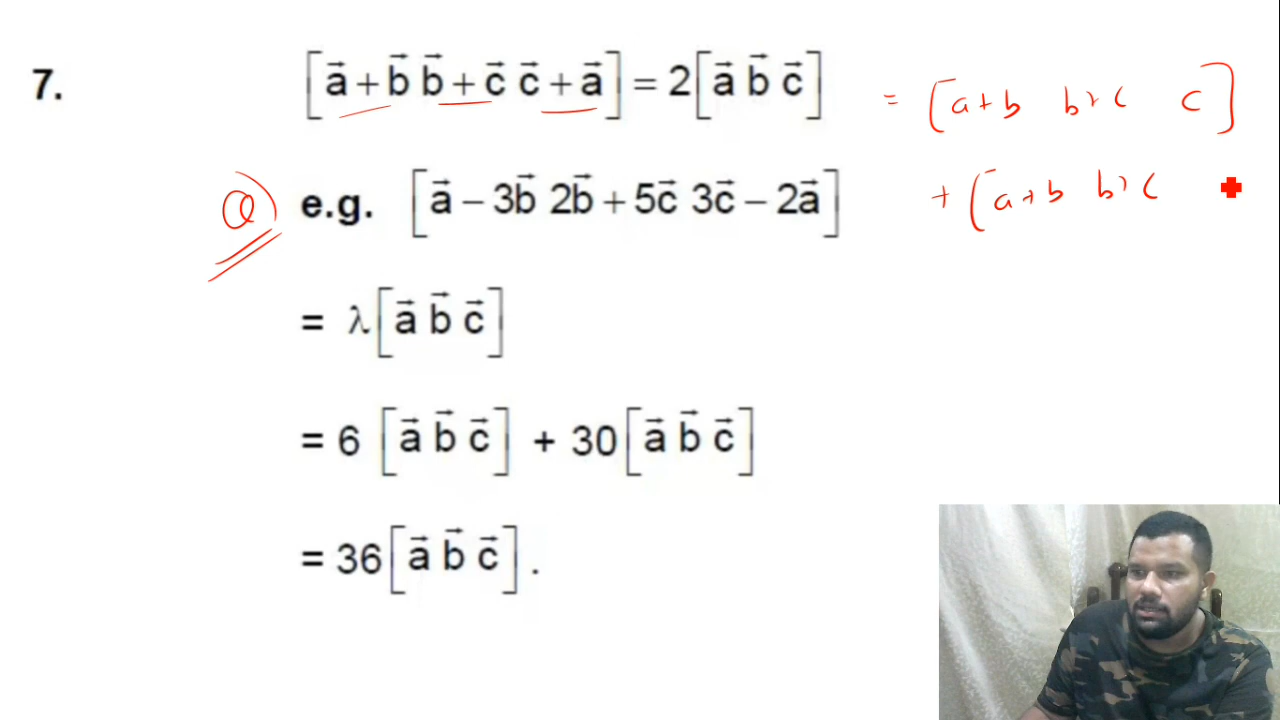 7. [a⃗ + b⃗ b⃗ + c⃗ c⃗ + a⃗] = 2[a⃗ b⃗ c⃗] = [a+b b+c c]
+ [a+b b+c
Q e.g. [a⃗ − 3b⃗ 2b⃗ + 5c⃗ 3c⃗ − 2a⃗]
= λ[a⃗ b⃗ c⃗]
= 6 [a⃗ b⃗ c⃗] + 30[a⃗ b⃗ c⃗]
= 36[a⃗ b⃗ c⃗].